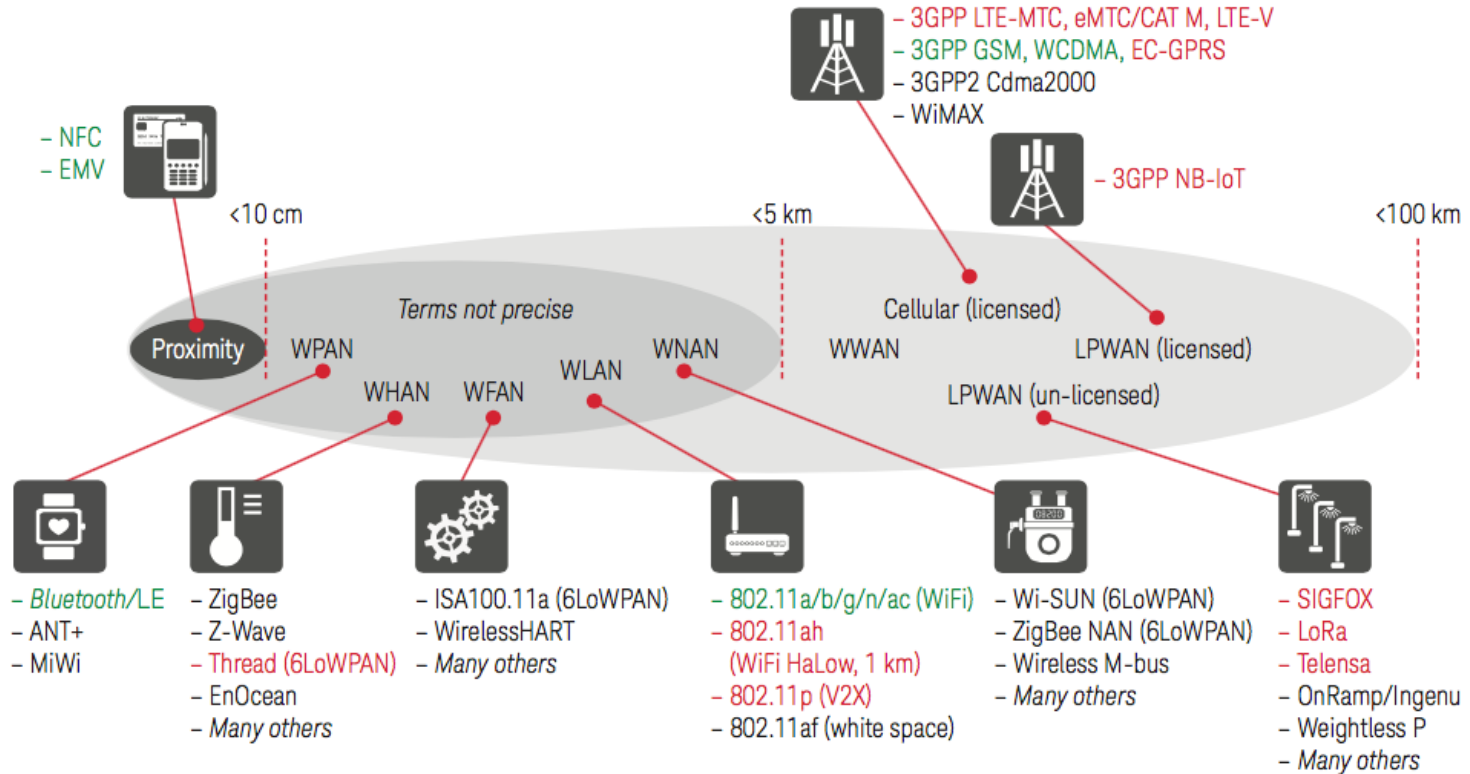 – 3GPP LTE-MTC, eMTC/CAT M, LTE-V
– 3GPP GSM, WCDMA, EC-GPRS
– 3GPP2 Cdma2000
– WiMAX
– NFC
– EMV
– 3GPP NB-IoT
<10 cm
<5 km
<100 km
Terms not precise
Cellular (licensed)
Proximity
WPAN
WHAN
WFAN
WLAN
WNAN
WWAN
LPWAN (licensed)
LPWAN (un-licensed)
08200
– Bluetooth/LE
– ANT+
– MiWi
– ZigBee
– Z-Wave
– Thread (6LoWPAN)
– EnOcean
– Many others
– ISA100.11a (6LoWPAN)
– WirelessHART
– Many others
– 802.11a/b/g/n/ac (WiFi)
– 802.11ah
(WiFi HaLow, 1 km)
– 802.11p (V2X)
– 802.11af (white space)
– Wi-SUN (6LoWPAN)
– ZigBee NAN (6LoWPAN)
– Wireless M-bus
– Many others
– SIGFOX
– LoRa
– Telensa
– OnRamp/Ingenu
– Weightless P
– Many others